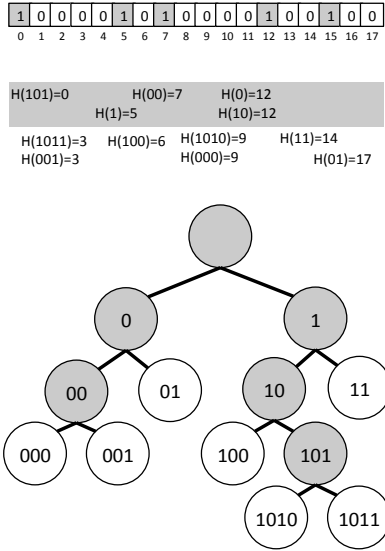 1 0 0 0 0 1 0 1 0 0 0 0 1 0 0 1 0 0
0 1 2 3 4 5 6 7 8 9 10 11 12 13 14 15 16 17
H(101)=0 H(00)=7 H(0)=12
H(1)=5 H(10)=12
H(1011)=3 H(100)=6 H(1010)=9 H(11)=14
H(001)=3 H(000)=9 H(01)=17
0 1
00 01 10 11
000 001 100 101
1010 1011